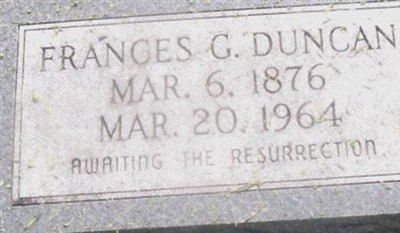 FRANCES G. DUNCAN
MAR. 6. 1876
MAR. 20. 1964
AWAITING THE RESURRECTION.